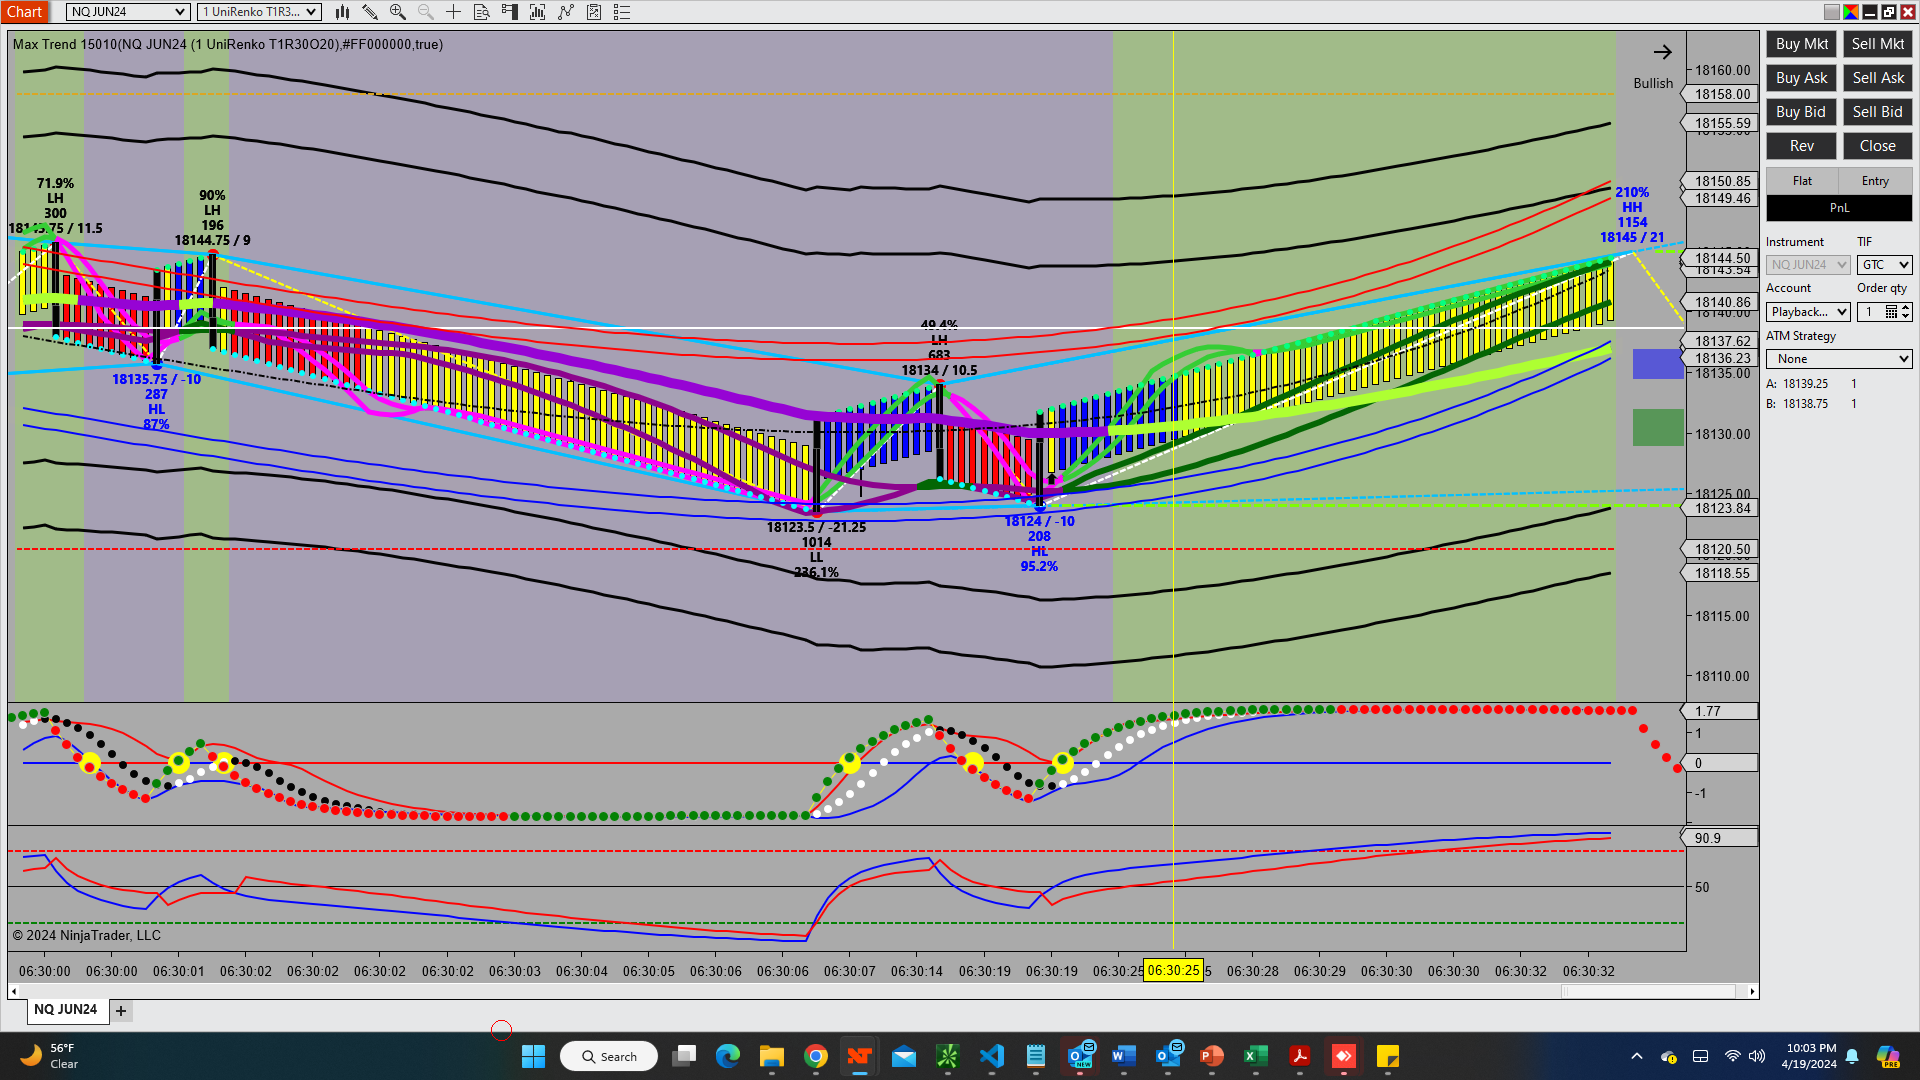 Chart
NQ JUN24
1 UniRenko T1R3...
Max Trend 15010(NQ JUN24 (1 UniRenko T1R30O20),#FF000000,true)
Bullish
71.9%
LH
300
18143.75 / 11.5
90%
LH
196
18144.75 / 9
18135.75 / -10
287
HL
87%
49.4%
LH
683
18134 / 10.5
18123.5 / -21.25
1014
LL
236.1%
18124 / -10
208
HL
95.2%
210%
HH
1154
18145 / 21
18160.00
18158.00
18155.59
18150.85
18149.46
18144.50
18143.54
18140.86
18140.00
18137.62
18136.23
18135.00
18130.00
18125.00
18123.84
18120.50
18118.55
18115.00
18110.00
1.77
1
0
-1
90.9
50
© 2024 NinjaTrader, LLC
06:30:00
06:30:00
06:30:01
06:30:02
06:30:02
06:30:02
06:30:02
06:30:03
06:30:04
06:30:05
06:30:06
06:30:06
06:30:07
06:30:14
06:30:19
06:30:19
06:30:25
06:30:25
5
06:30:28
06:30:29
06:30:30
06:30:30
06:30:32
06:30:32
NQ JUN24
+
Buy Mkt
Sell Mkt
Buy Ask
Sell Ask
Buy Bid
Sell Bid
Rev
Close
Flat
Entry
PnL
Instrument
TIF
NQ JUN24
GTC
Account
Order qty
Playback...
1
ATM Strategy
None
A: 18139.25 1
B: 18138.75 1
56°F
Clear
Search
NEW
PRE
10:03 PM
4/19/2024